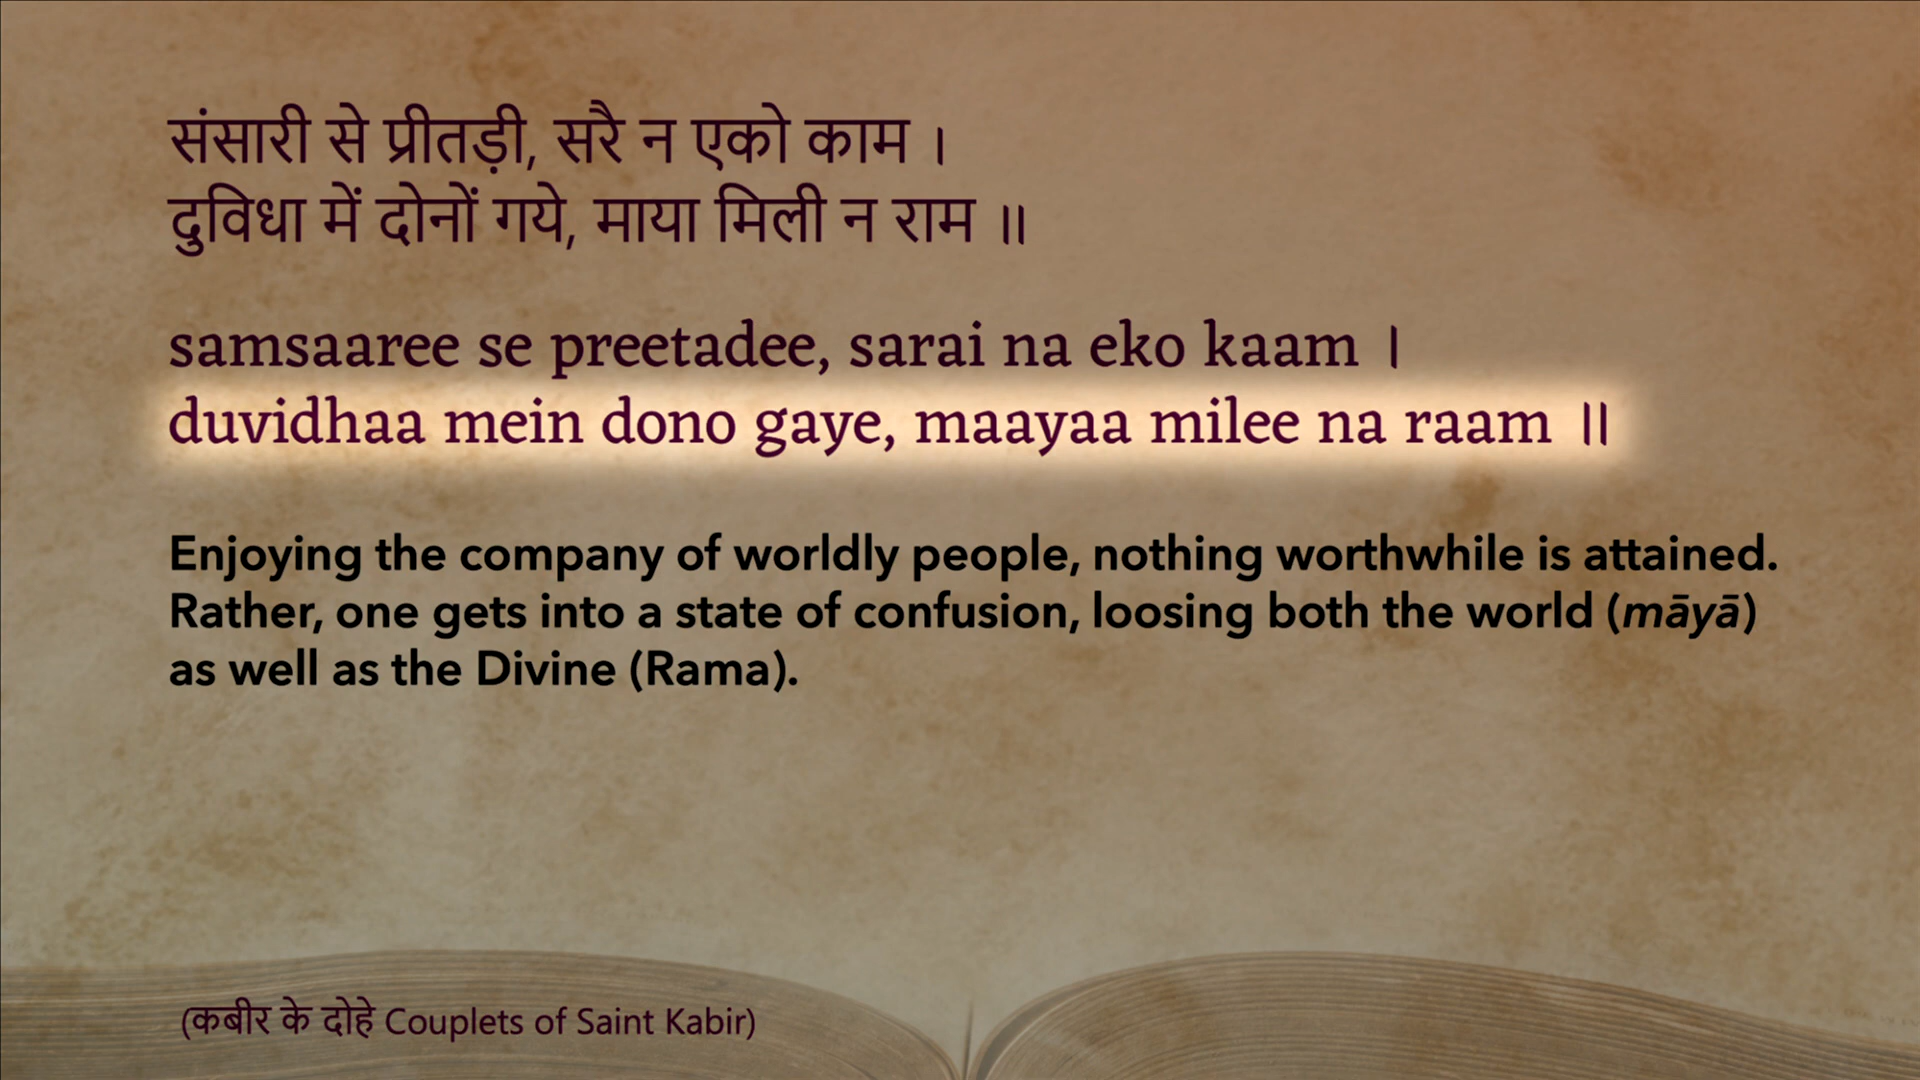 संसारी से प्रीतड़ी, सरै न एको काम ।
दुविधा में दोनों गये, माया मिली न राम ॥
samsaaree se preetadee, sarai na eko kaam ।
duvidhaa mein dono gaye, maayaa milee na raam ॥
Enjoying the company of worldly people, nothing worthwhile is attained.
Rather, one gets into a state of confusion, loosing both the world (māyā)
as well as the Divine (Rama).
(कबीर के दोहे Couplets of Saint Kabir)